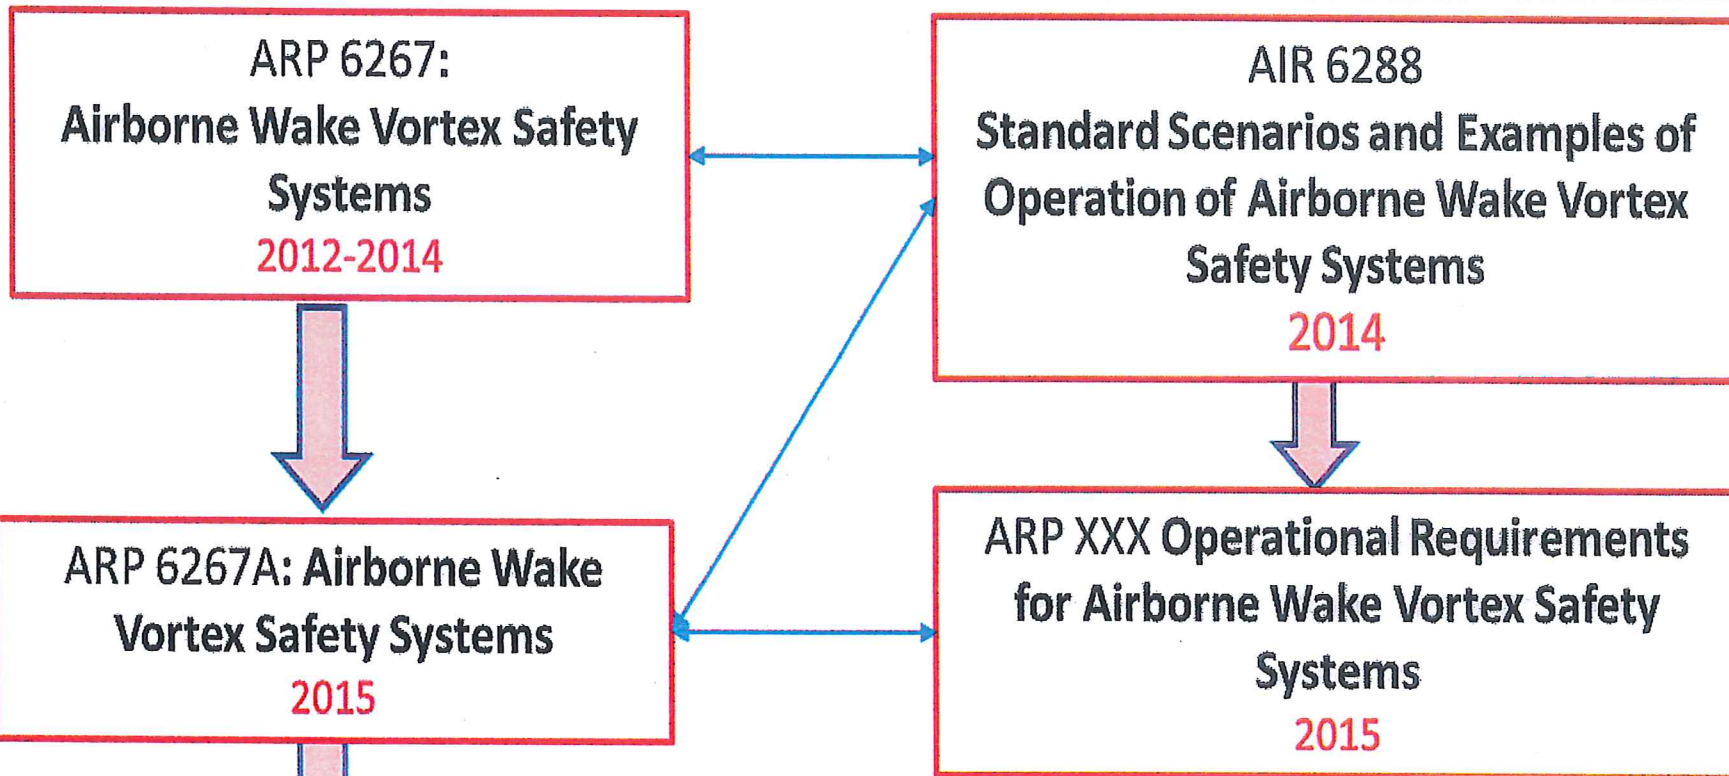 ARP 6267:
Airborne Wake Vortex Safety
Systems
2012-2014
AIR 6288
Standard Scenarios and Examples of
Operation of Airborne Wake Vortex
Safety Systems
2014
ARP 6267A: Airborne Wake
Vortex Safety Systems
2015
ARP XXX Operational Requirements
for Airborne Wake Vortex Safety
Systems
2015